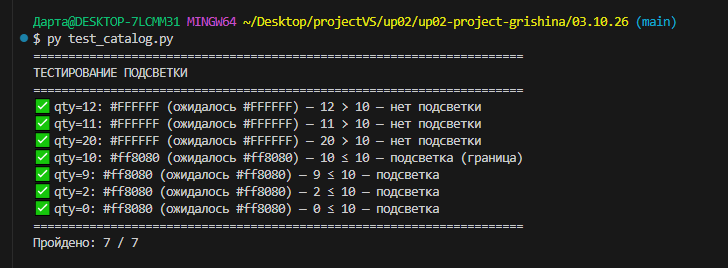 Дарта@DESKTOP-7LCMM31 MINGW64 ~/Desktop/projectVS/up02/up02-project-grishina/03.10.26 (main)
$ py test_catalog.py
============================================================
ТЕСТИРОВАНИЕ ПОДСВЕТКИ
============================================================
✅ qty=12: #FFFFFF (ожидалось #FFFFFF) — 12 > 10 — нет подсветки
✅ qty=11: #FFFFFF (ожидалось #FFFFFF) — 11 > 10 — нет подсветки
✅ qty=20: #FFFFFF (ожидалось #FFFFFF) — 20 > 10 — нет подсветки
✅ qty=10: #ff8080 (ожидалось #ff8080) — 10 ≤ 10 — подсветка (граница)
✅ qty=9: #ff8080 (ожидалось #ff8080) — 9 ≤ 10 — подсветка
✅ qty=2: #ff8080 (ожидалось #ff8080) — 2 ≤ 10 — подсветка
✅ qty=0: #ff8080 (ожидалось #ff8080) — 0 ≤ 10 — подсветка
============================================================
Пройдено: 7 / 7